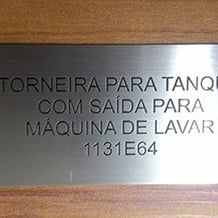 TORNEIRA PARA TANQU
COM SAÍDA PARA
MÁQUINA DE LAVAR
1131E64